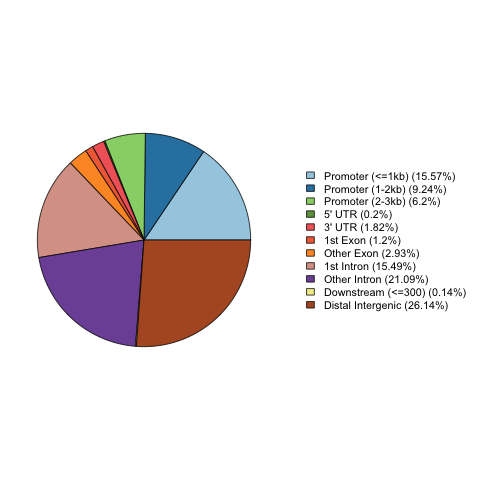 Promoter (<=1kb) (15.57%)
Promoter (1-2kb) (9.24%)
Promoter (2-3kb) (6.2%)
5' UTR (0.2%)
3' UTR (1.82%)
1st Exon (1.2%)
Other Exon (2.93%)
1st Intron (15.49%)
Other Intron (21.09%)
Downstream (<=300) (0.14%)
Distal Intergenic (26.14%)